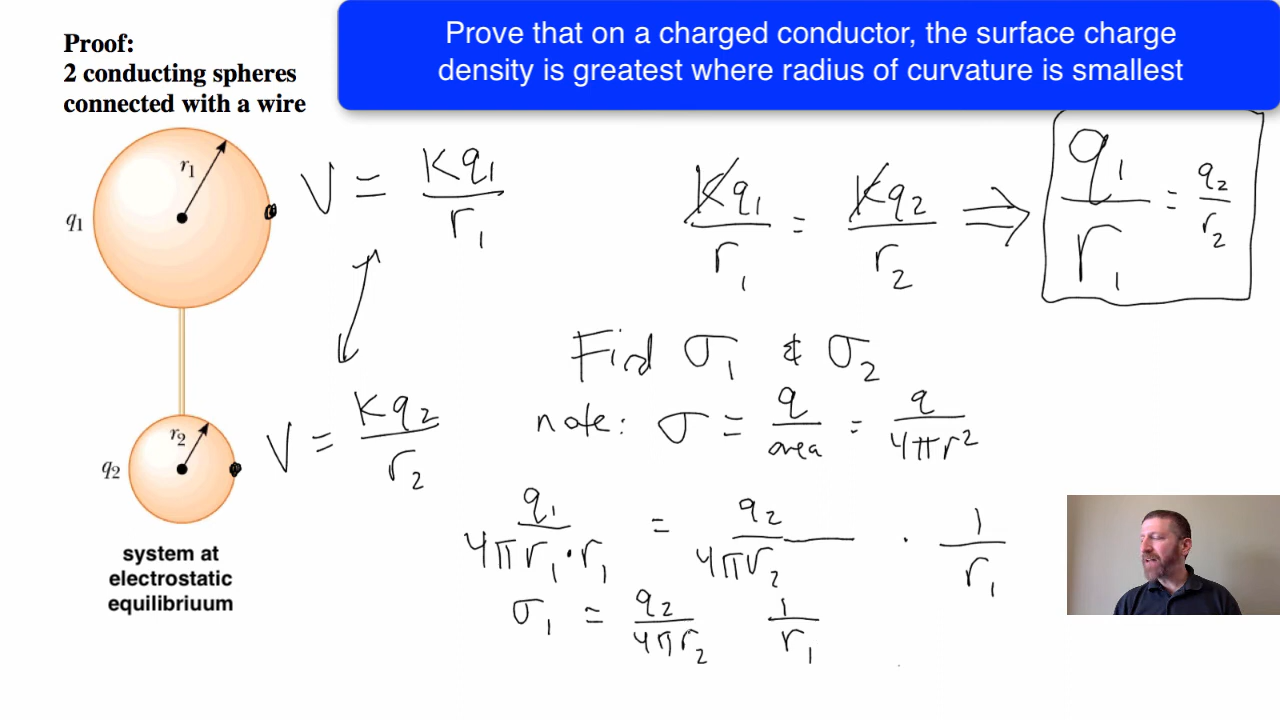 Prove that on a charged conductor, the surface charge
density is greatest where radius of curvature is smallest
Proof:
2 conducting spheres
connected with a wire
r₁
q₁
V = Kq₁/r₁
Kq₁/r₁ = Kq₂/r₂ ⇒ q₁/r₁ = q₂/r₂
Find σ₁ & σ₂
note: σ = q/area = q/4πr²
r₂
q₂
V = Kq₂/r₂
q₁/4πr₁·r₁ = q₂/4πr₂ · 1/r₁
σ₁ = q₂/4πr₂ 1/r₁
system at
electrostatic
equilibriuum